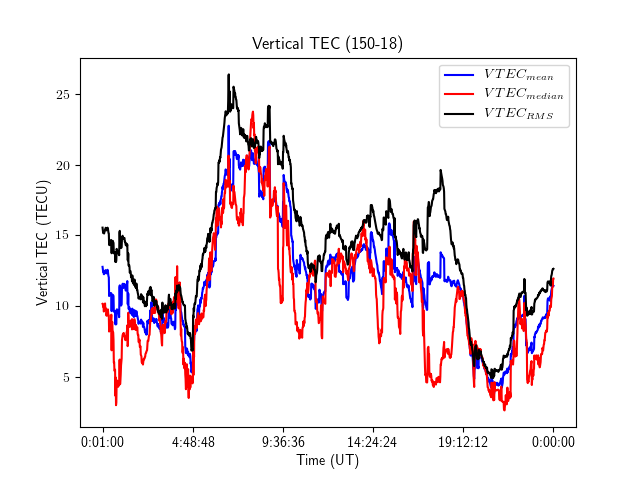 Vertical TEC (150-18)
VTEC_mean
VTEC_median
VTEC_RMS
Vertical TEC (TECU)
25
20
15
10
5
0:01:00 4:48:48 9:36:36 14:24:24 19:12:12 0:00:00
Time (UT)